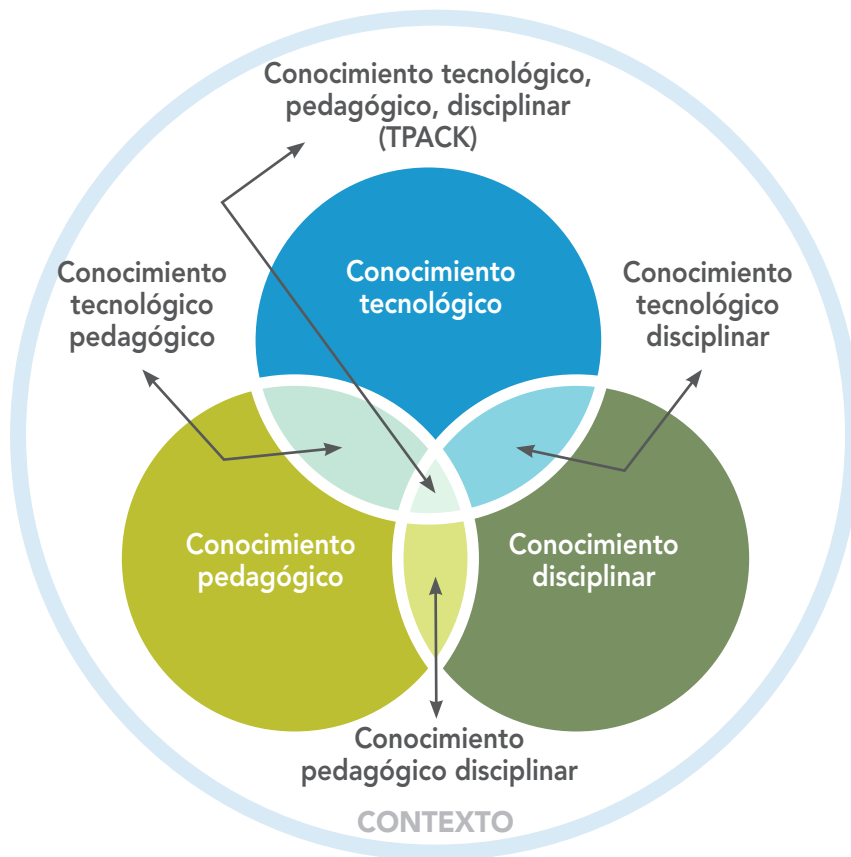 Conocimiento tecnológico,
pedagógico, disciplinar
(TPACK)
Conocimiento
tecnológico
pedagógico
Conocimiento
tecnológico
Conocimiento
tecnológico
disciplinar
Conocimiento
pedagógico
Conocimiento
disciplinar
Conocimiento
pedagógico disciplinar
CONTEXTO